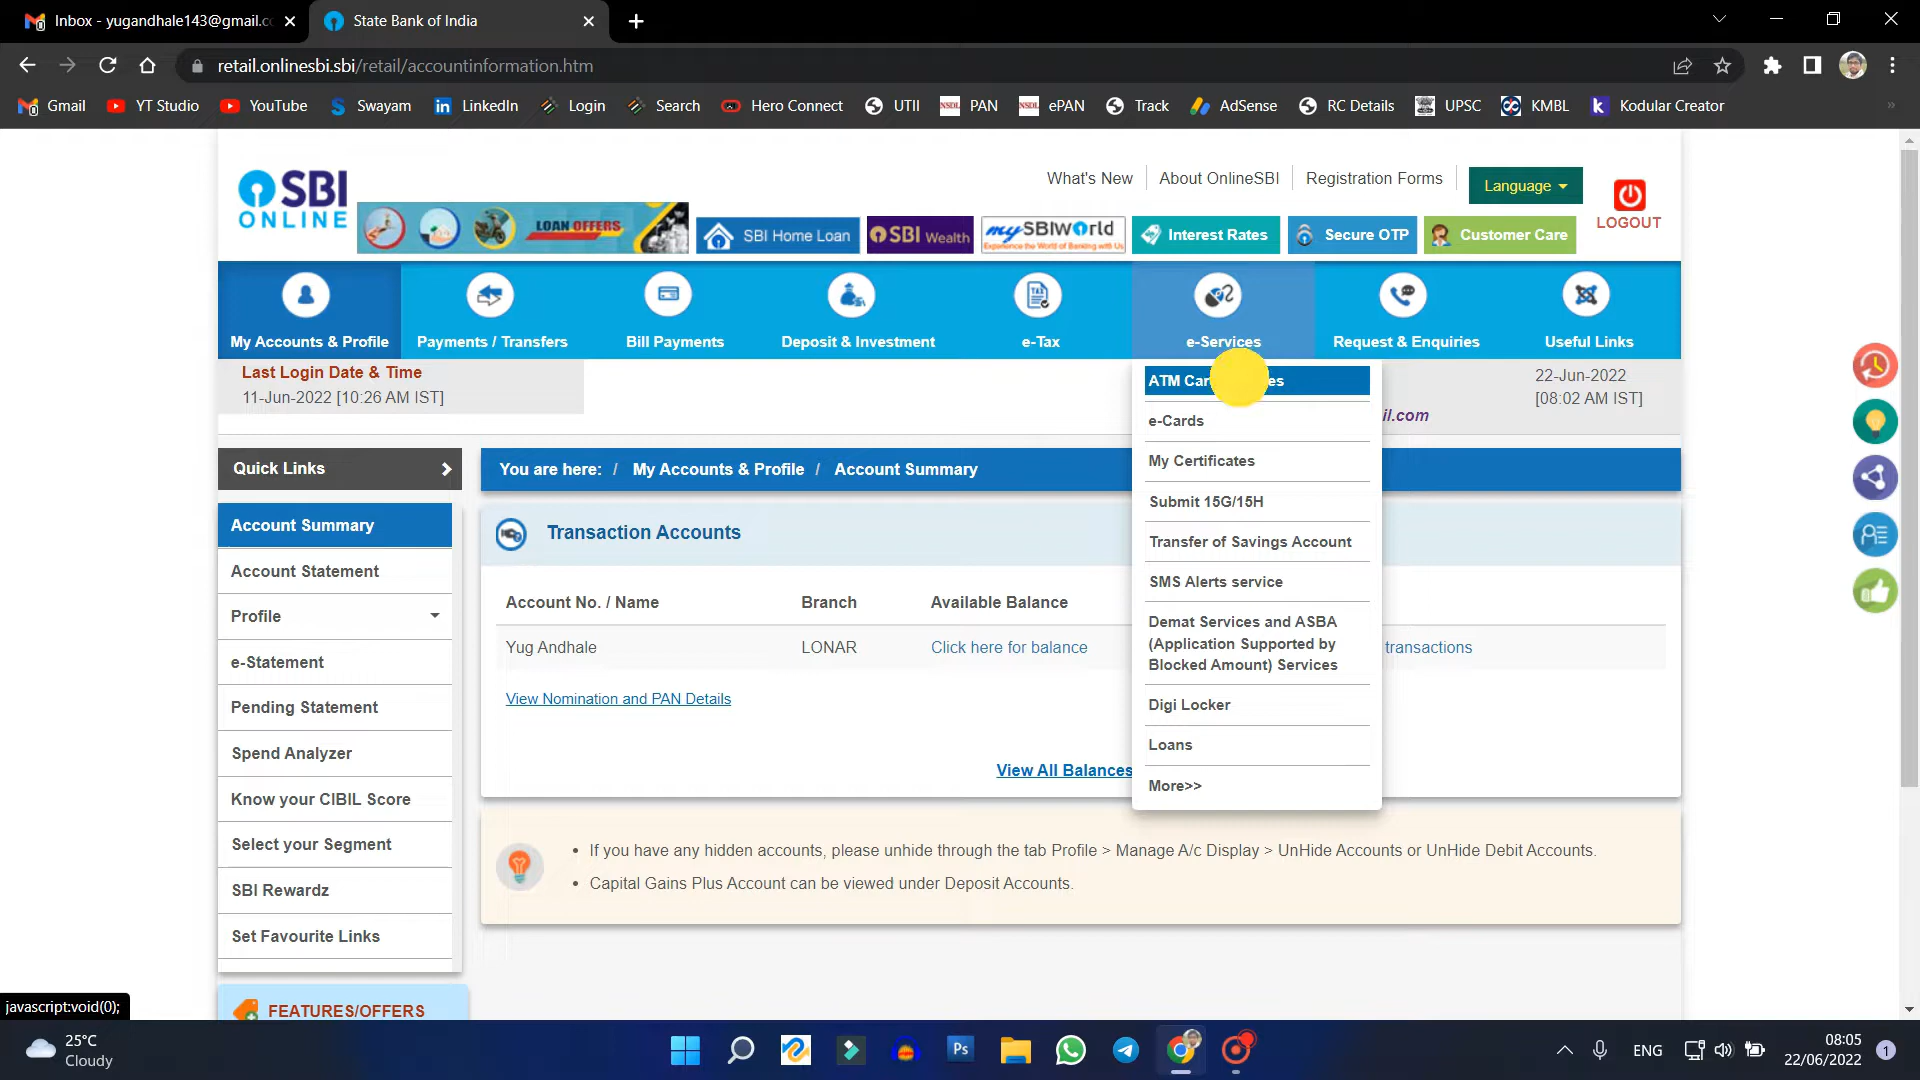 Inbox - yugandhale143@gmail.c
State Bank of India
retail.onlinesbi.sbi/retail/accountinformation.htm
Gmail YT Studio YouTube Swayam LinkedIn Login Search Hero Connect UTII PAN ePAN Track AdSense RC Details UPSC KMBL Kodular Creator
SBI ONLINE
What's New About OnlineSBI Registration Forms Language LOGOUT
LOAN OFFERS SBI Home Loan SBI Wealth my SBIWorld Experience the World of Banking with Us Interest Rates Secure OTP Customer Care
My Accounts & Profile Payments / Transfers Bill Payments Deposit & Investment e-Tax e-Services Request & Enquiries Useful Links
Last Login Date & Time
11-Jun-2022 [10:26 AM IST]
il.com
22-Jun-2022
[08:02 AM IST]
ATM
e-Cards
My Certificates
Submit 15G/15H
Transfer of Savings Account
SMS Alerts service
Demat Services and ASBA
(Application Supported by
Blocked Amount) Services
Digi Locker
Loans
More>>
Quick Links
You are here: / My Accounts & Profile / Account Summary
Account Summary
Account Statement
Profile
e-Statement
Pending Statement
Spend Analyzer
Know your CIBIL Score
Select your Segment
SBI Rewardz
Set Favourite Links
FEATURES/OFFERS
Transaction Accounts
Account No. / Name Branch Available Balance
Yug Andhale LONAR Click here for balance transactions
View Nomination and PAN Details
View All Balances
If you have any hidden accounts, please unhide through the tab Profile > Manage A/c Display > UnHide Accounts or UnHide Debit Accounts.
Capital Gains Plus Account can be viewed under Deposit Accounts.
javascript:void(0);
25°C
Cloudy
Ps
ENG
08:05
22/06/2022
1